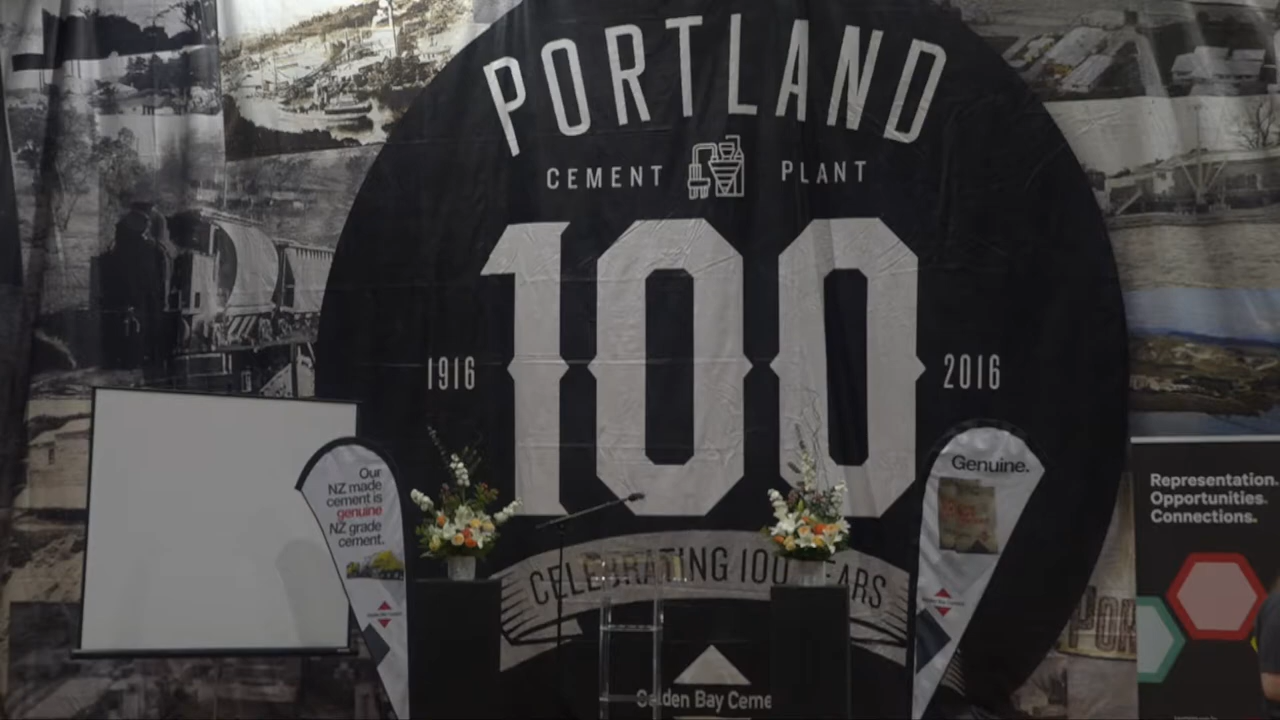 PORTLAND
CEMENT PLANT
100
1916
2016
Our
NZ made
cement is
genuine
NZ grade
cement.
Genuine.
Representation.
Opportunities.
Connections.
CELEBRATING 100 YEARS
Golden Bay Ceme
POR